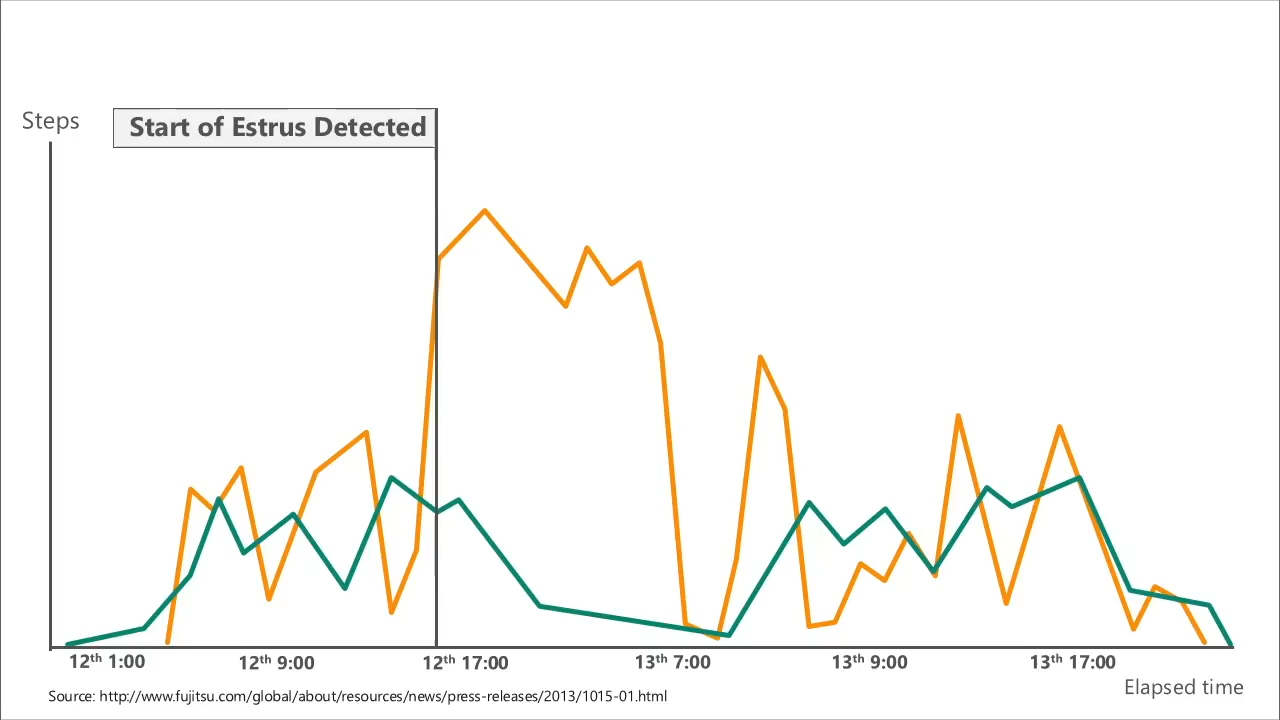 Steps
Start of Estrus Detected
12th 1:00
12th 9:00
12th 17:00
13th 7:00
13th 9:00
13th 17:00
Elapsed time
Source: http://www.fujitsu.com/global/about/resources/news/press-releases/2013/1015-01.html